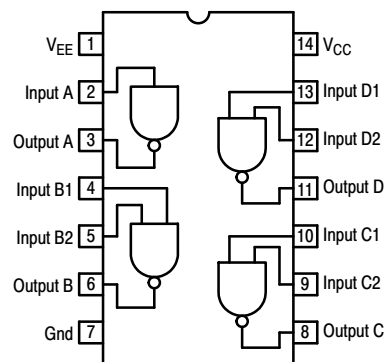 VEE 1 14 VCC
Input A 2 13 Input D1
Output A 3 12 Input D2
Input B1 4 11 Output D
Input B2 5 10 Input C1
Output B 6 9 Input C2
Gnd 7 8 Output C